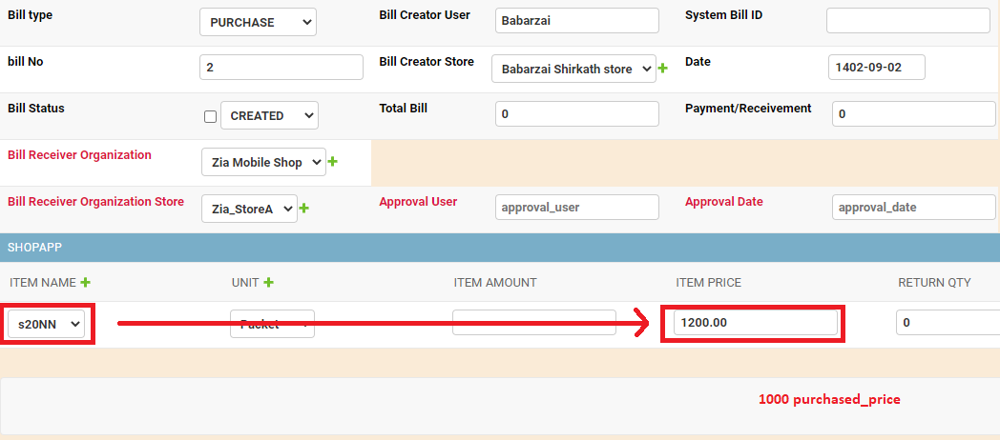 Bill type PURCHASE Bill Creator User Babarzai System Bill ID
bill No 2 Bill Creator Store Babarzai Shirkath store Date 1402-09-02
Bill Status CREATED Total Bill 0 Payment/Receivement 0
Bill Receiver Organization Zia Mobile Shop
Bill Receiver Organization Store Zia_StoreA Approval User approval_user Approval Date approval_date
SHOPAPP
ITEM NAME UNIT ITEM AMOUNT ITEM PRICE RETURN QTY
s20NN Packet 1200.00 0
1000 purchased_price